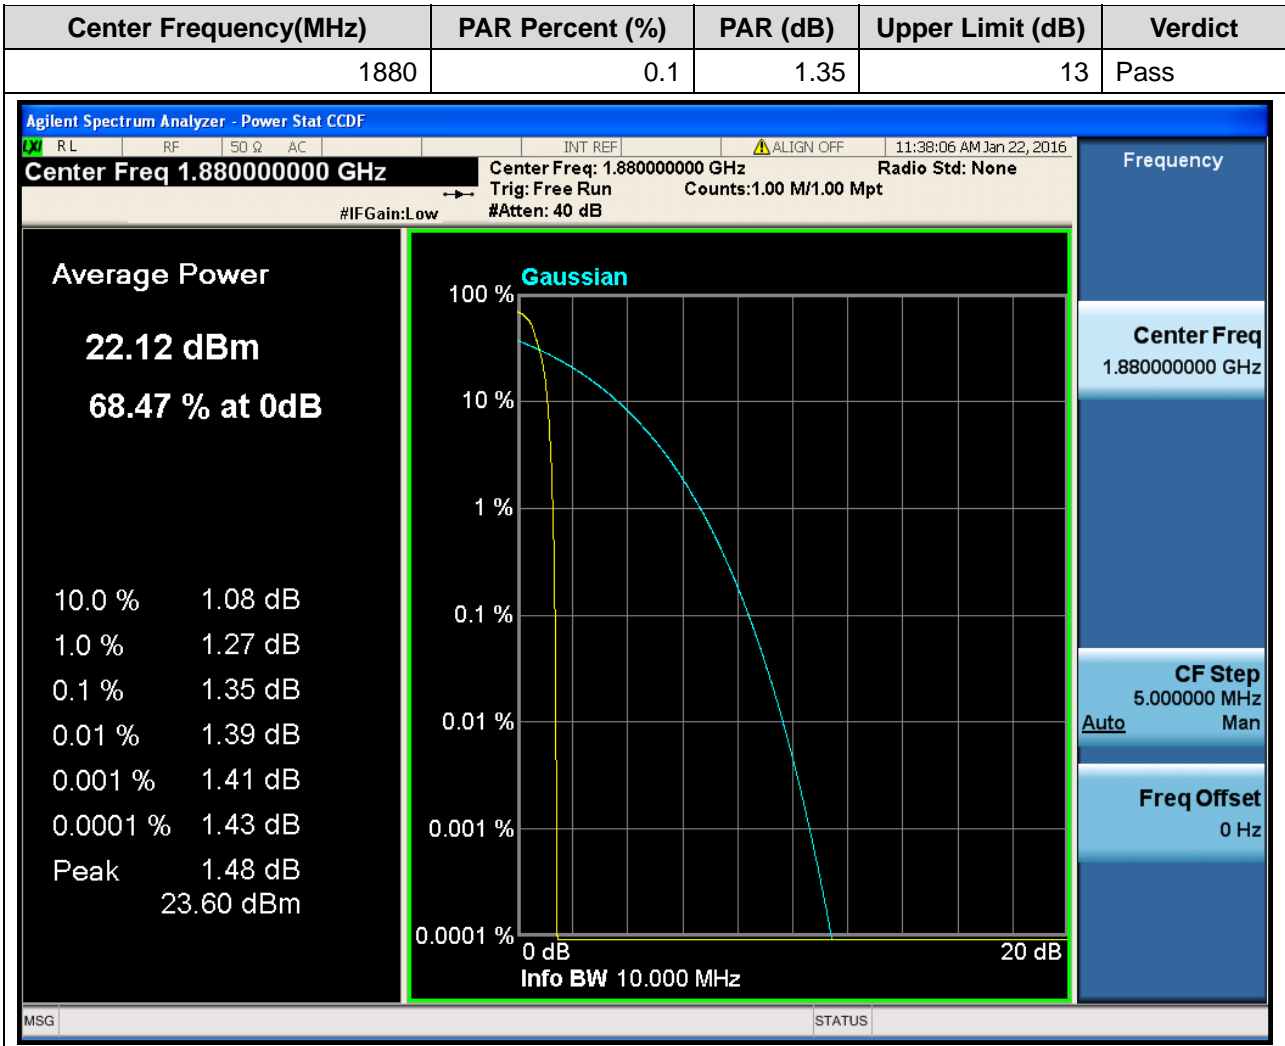 Center Frequency(MHz) PAR Percent (%) PAR (dB) Upper Limit (dB) Verdict
1880 0.1 1.35 13 Pass
Agilent Spectrum Analyzer - Power Stat CCDF
LXI RL RF 50 Ω AC INT REF ALIGN OFF 11:38:06 AM Jan 22, 2016
Center Freq 1.880000000 GHz
Center Freq: 1.880000000 GHz Radio Std: None
Trig: Free Run Counts:1.00 M/1.00 Mpt
#IFGain:Low #Atten: 40 dB
Average Power
22.12 dBm
68.47 % at 0dB
10.0 % 1.08 dB
1.0 % 1.27 dB
0.1 % 1.35 dB
0.01 % 1.39 dB
0.001 % 1.41 dB
0.0001 % 1.43 dB
Peak 1.48 dB
23.60 dBm
Gaussian
100 %
10 %
1 %
0.1 %
0.01 %
0.001 %
0.0001 %
0 dB 20 dB
Info BW 10.000 MHz
Frequency
Center Freq
1.880000000 GHz
CF Step
5.000000 MHz
Auto Man
Freq Offset
0 Hz
MSG STATUS